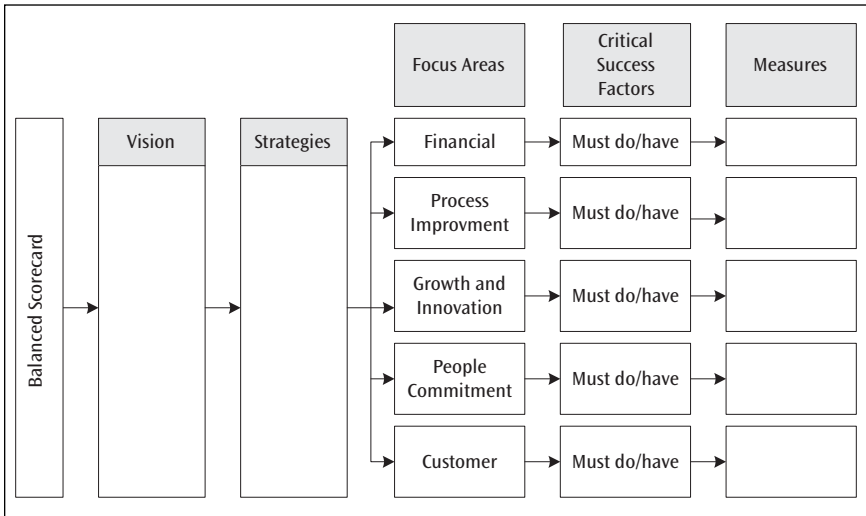 Focus Areas
Critical
Success
Factors
Measures
Balanced Scorecard
Vision
Strategies
Financial
Must do/have
Process
Improvment
Must do/have
Growth and
Innovation
Must do/have
People
Commitment
Must do/have
Customer
Must do/have